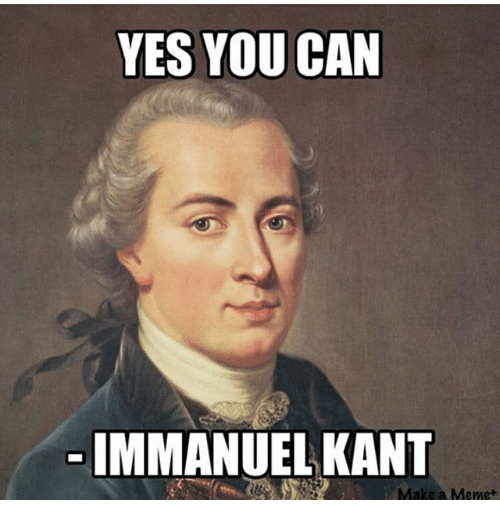 YES YOU CAN
- IMMANUEL KANT
Make a Meme+